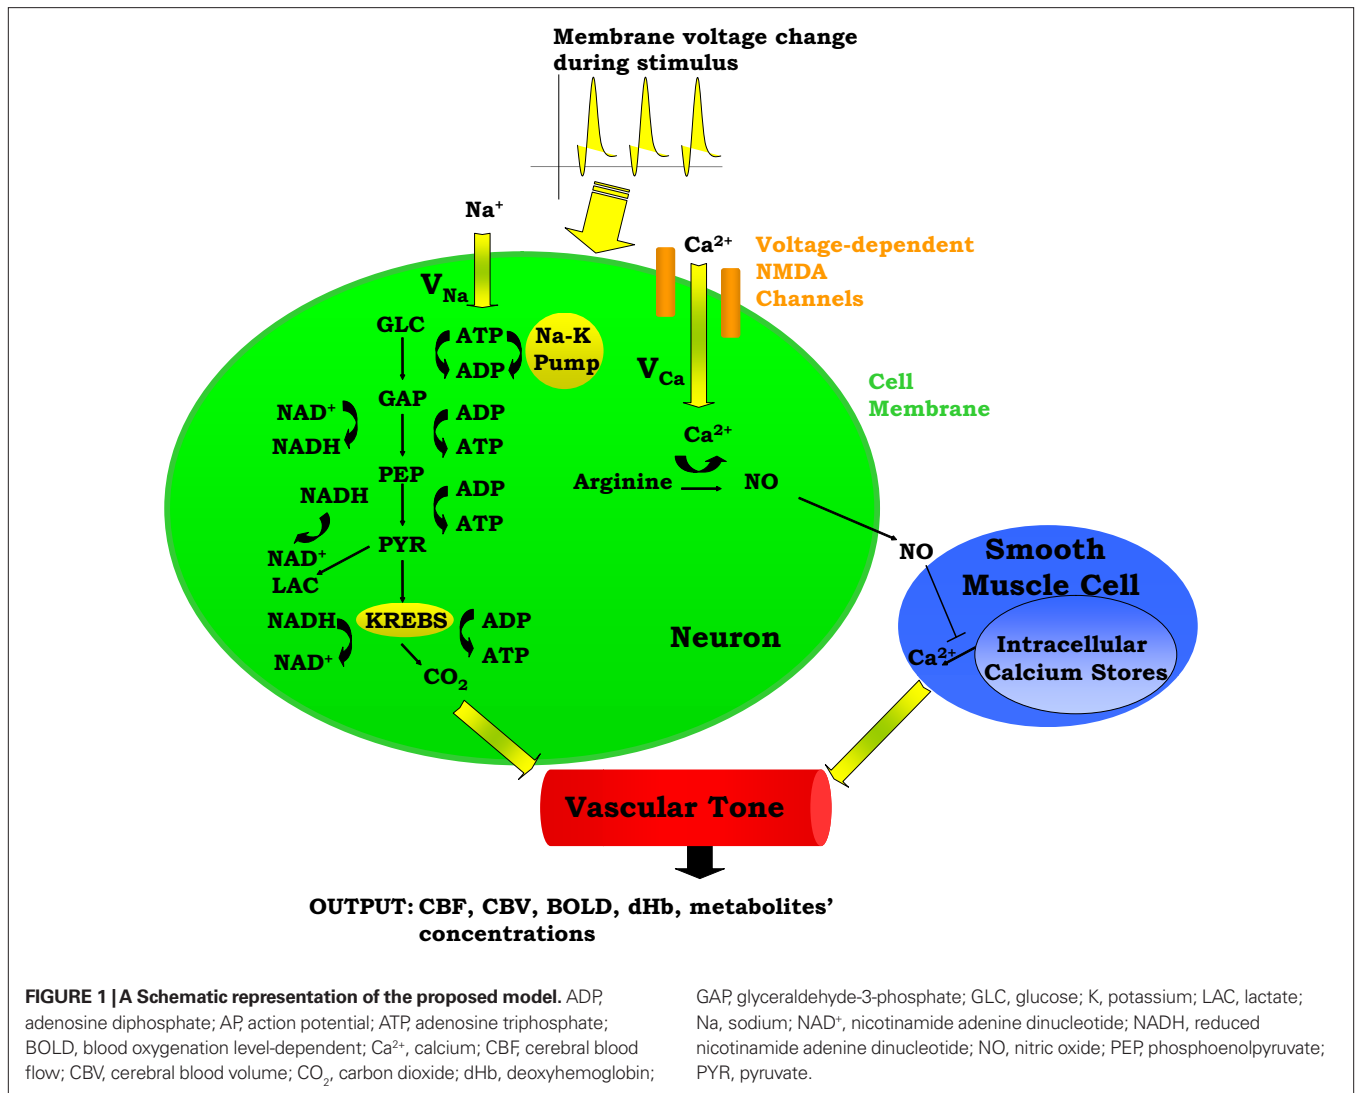 Membrane voltage change
during stimulus
Na⁺
Ca²⁺
Voltage-dependent
NMDA
Channels
V_Na
GLC
ATP
ADP
Na-K
Pump
V_Ca
Cell
Membrane
GAP
NAD⁺
NADH
ADP
ATP
Ca²⁺
PEP
NADH
ADP
ATP
Arginine
NO
PYR
NAD⁺
LAC
NO
Smooth
Muscle Cell
NADH
KREBS
ADP
ATP
NAD⁺
CO₂
Neuron
Ca²⁺
Intracellular
Calcium Stores
Vascular Tone
OUTPUT: CBF, CBV, BOLD, dHb, metabolites’
concentrations
FIGURE 1 | A Schematic representation of the proposed model. ADP,
adenosine diphosphate; AP, action potential; ATP, adenosine triphosphate;
BOLD, blood oxygenation level-dependent; Ca²⁺, calcium; CBF, cerebral blood
flow; CBV, cerebral blood volume; CO₂, carbon dioxide; dHb, deoxyhemoglobin;
GAP, glyceraldehyde-3-phosphate; GLC, glucose; K, potassium; LAC, lactate;
Na, sodium; NAD⁺, nicotinamide adenine dinucleotide; NADH, reduced
nicotinamide adenine dinucleotide; NO, nitric oxide; PEP, phosphoenolpyruvate;
PYR, pyruvate.